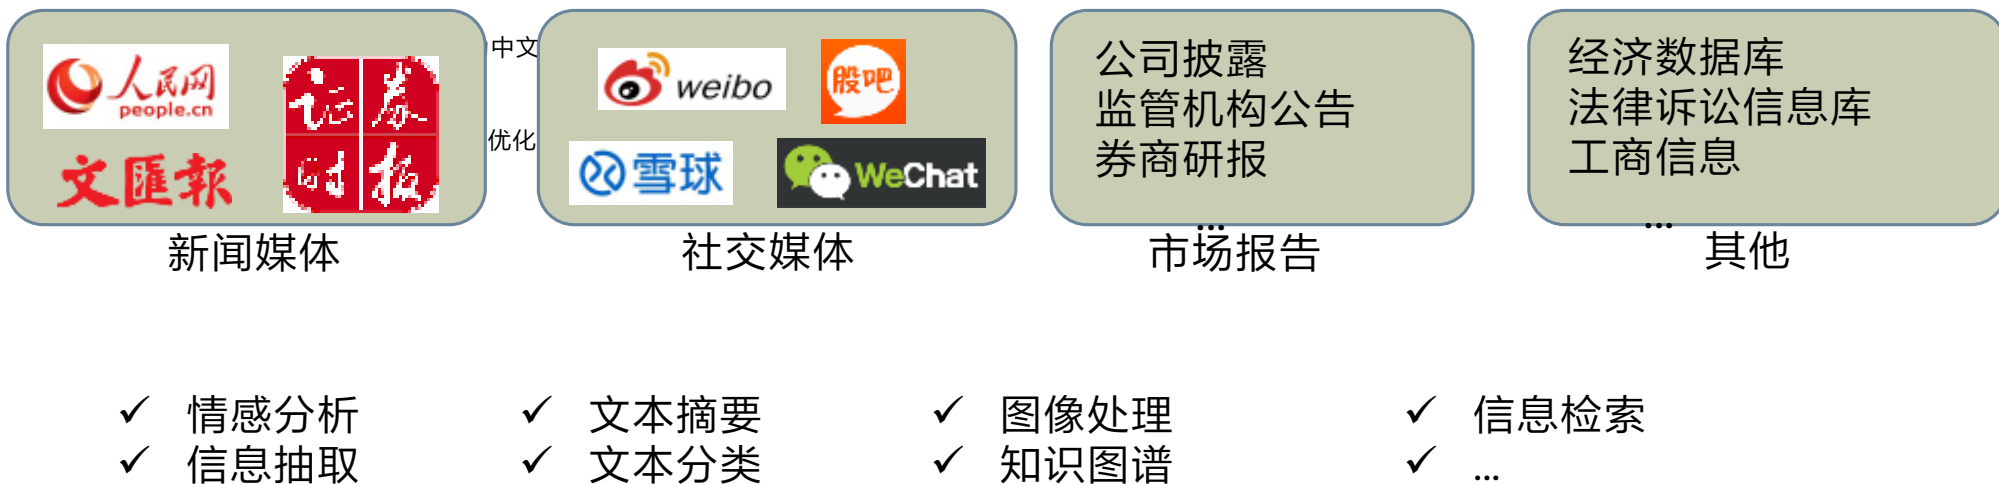 人民网
people.cn
证券
时报
文匯報
新闻媒体
中文
优化
weibo
股吧
雪球
WeChat
社交媒体
公司披露
监管机构公告
券商研报
...
市场报告
经济数据库
法律诉讼信息库
工商信息
...
其他
✓ 情感分析
✓ 信息抽取
✓ 文本摘要
✓ 文本分类
✓ 图像处理
✓ 知识图谱
✓ 信息检索
✓ ...